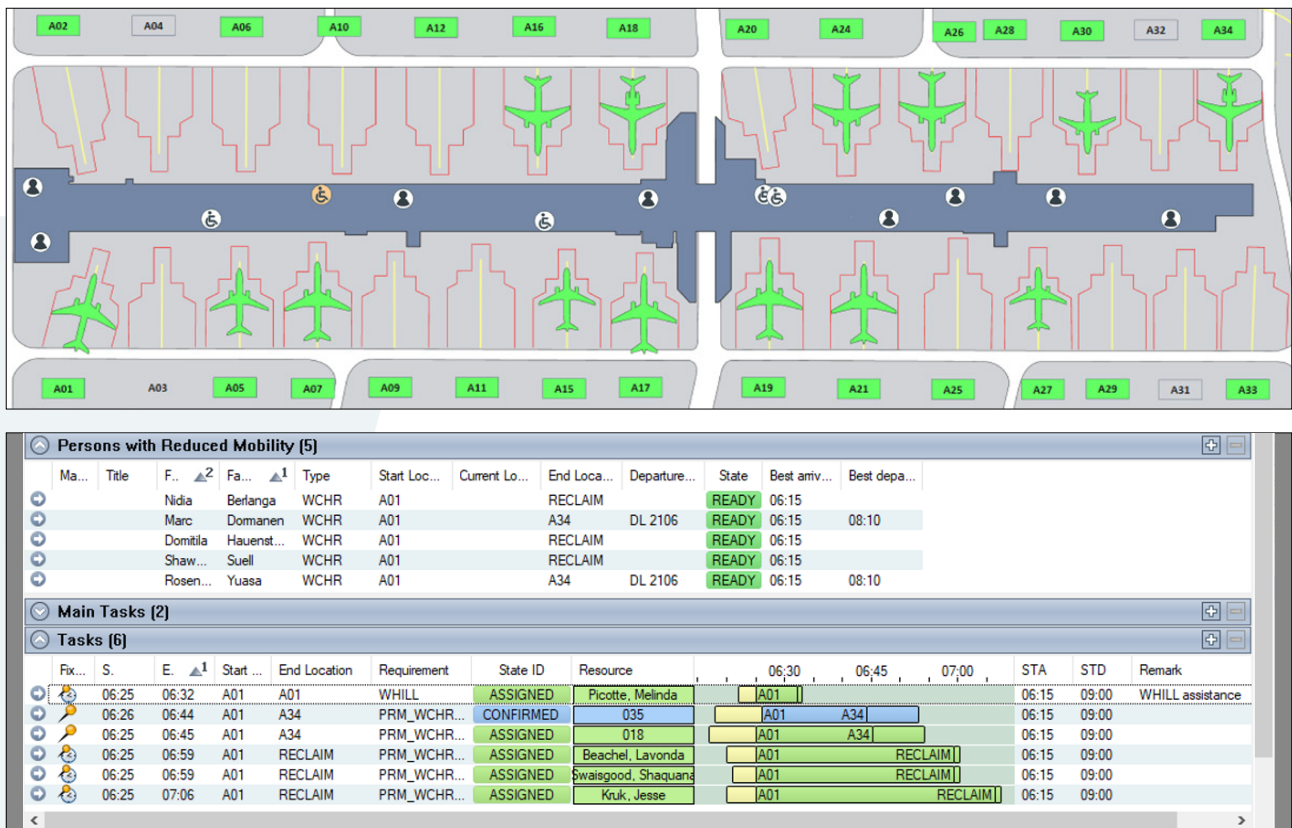 A02 A04 A06 A10 A12 A16 A18 A20 A24 A26 A28 A30 A32 A34
A01 A03 A05 A07 A09 A11 A15 A17 A19 A21 A25 A27 A29 A31 A33
Persons with Reduced Mobility (5)
Ma... Title F.. 2 Fa... 1 Type Start Loc... Current Lo... End Loca... Departure... State Best arriv... Best depa...
Nidia Berlanga WCHR A01 RECLAIM READY 06:15
Marc Dormanen WCHR A01 A34 DL 2106 READY 06:15 08:10
Domitila Hauenst... WCHR A01 RECLAIM READY 06:15
Shaw... Suell WCHR A01 RECLAIM READY 06:15
Rosen... Yuasa WCHR A01 A34 DL 2106 READY 06:15 08:10
Main Tasks (2)
Tasks (6)
Fix... S. E. 1 Start ... End Location Requirement State ID Resource 06:30 06:45 07:00 STA STD Remark
06:25 06:32 A01 A01 WHILL ASSIGNED Picotte, Melinda A01 06:15 09:00 WHILL assistance
06:26 06:44 A01 A34 PRM_WCHR... CONFIRMED 035 A01 A34 06:15 09:00
06:25 06:45 A01 A34 PRM_WCHR... ASSIGNED 018 A01 A34 06:15 09:00
06:25 06:59 A01 RECLAIM PRM_WCHR... ASSIGNED Beachel, Lavonda A01 RECLAIM 06:15 09:00
06:25 06:59 A01 RECLAIM PRM_WCHR... ASSIGNED Swaisgood, Shaquana A01 RECLAIM 06:15 09:00
06:25 07:06 A01 RECLAIM PRM_WCHR... ASSIGNED Kruk, Jesse A01 RECLAIM 06:15 09:00